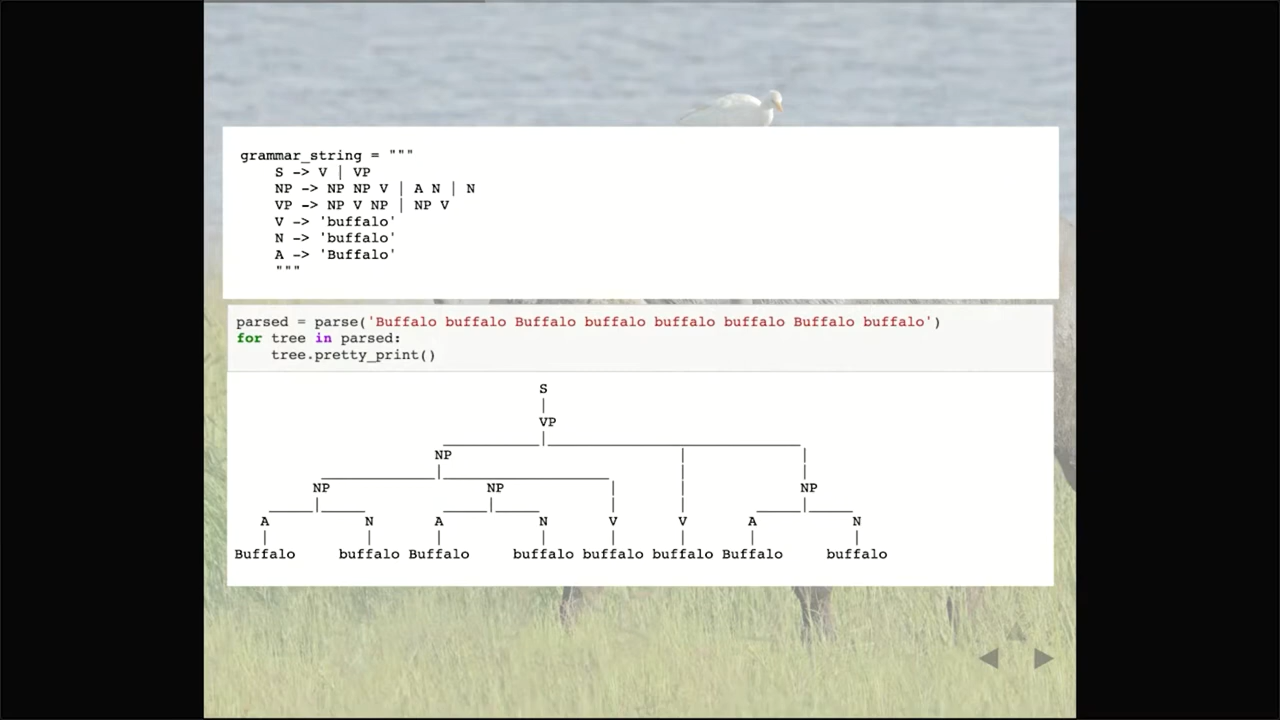 grammar_string = """
S -> V | VP
NP -> NP NP V | A N | N
VP -> NP V NP | NP V
V -> 'buffalo'
N -> 'buffalo'
A -> 'Buffalo'
"""
parsed = parse('Buffalo buffalo Buffalo buffalo buffalo buffalo Buffalo buffalo')
for tree in parsed:
tree.pretty_print()
S
VP
NP
NP NP NP
A N A N V V A N
Buffalo buffalo Buffalo buffalo buffalo buffalo Buffalo buffalo